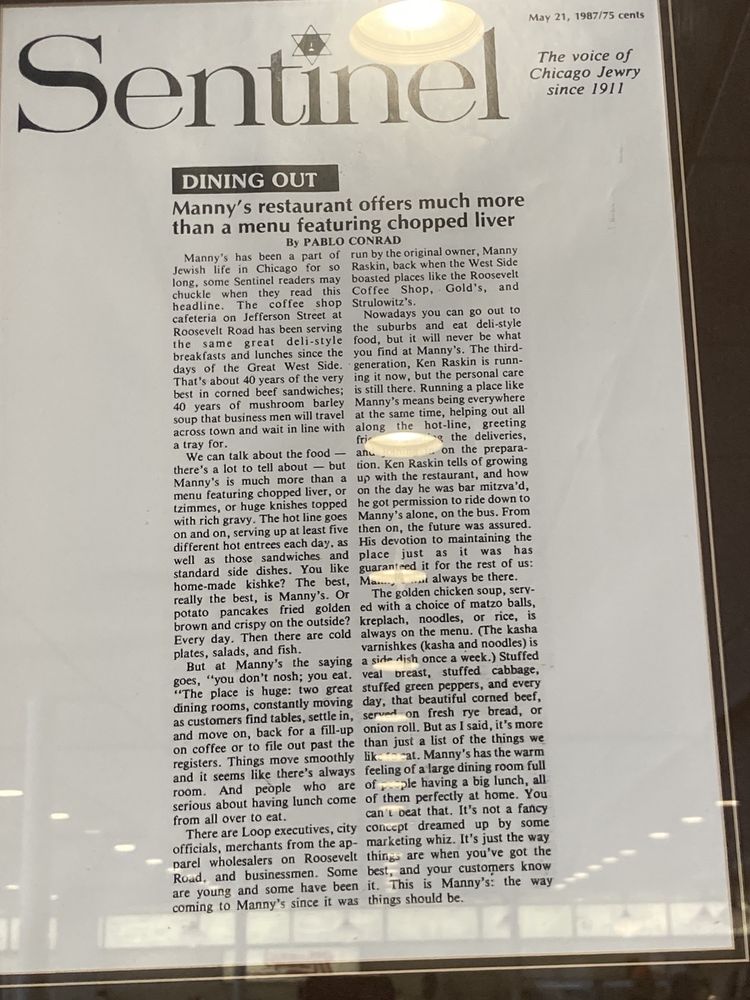 May 21, 1987/75 cents
Sentinel
The voice of
Chicago Jewry
since 1911
DINING OUT
Manny's restaurant offers much more
than a menu featuring chopped liver
By PABLO CONRAD
Manny's has been a part of
Jewish life in Chicago for so
long, some Sentinel readers may
chuckle when they read this
headline. The coffee shop
cafeteria on Jefferson Street at
Roosevelt Road has been serving
the same great deli-style
breakfasts and lunches since the
days of the Great West Side.
That's about 40 years of the very
best in corned beef sandwiches;
40 years of mushroom barley
soup that business men will travel
across town and wait in line with
a tray for.
We can talk about the food —
there's a lot to tell about — but
Manny's is much more than a
menu featuring chopped liver, or
tzimmes, or huge knishes topped
with rich gravy. The hot line goes
on and on, serving up at least five
different hot entrees each day, as
well as those sandwiches and
standard side dishes. You like
home-made kishke? The best,
really the best, is Manny's. Or
potato pancakes fried golden
brown and crispy on the outside?
Every day. Then there are cold
plates, salads, and fish.
But at Manny's the saying
goes, "you don't nosh; you eat.
"The place is huge: two great
dining rooms, constantly moving
as customers find tables, settle in,
and move on, back for a fill-up
on coffee or to file out past the
registers. Things move smoothly
and it seems like there's always
room. And people who are
serious about having lunch come
from all over to eat.
There are Loop executives, city
officials, merchants from the ap-
parel wholesalers on Roosevelt
Road, and businessmen. Some
are young and some have been
coming to Manny's since it was
run by the original owner, Manny
Raskin, back when the West Side
boasted places like the Roosevelt
Coffee Shop, Gold's, and
Strulowitz's.
Nowadays you can go out to
the suburbs and eat deli-style
food, but it will never be what
you find at Manny's. The third-
generation, Ken Raskin is runn-
ing it now, but the personal care
is still there. Running a place like
Manny's means being everywhere
at the same time, helping out all
along the hot-line, greeting
the deliveries,
on the prepara-
tion. Ken Raskin tells of growing
up with the restaurant, and how
on the day he was bar mitzva'd,
he got permission to ride down to
Manny's alone, on the bus. From
then on, the future was assured.
His devotion to maintaining the
place just as it was has
guaranteed it for the rest of us:
always be there.
The golden chicken soup, serv-
ed with a choice of matzo balls,
kreplach, noodles, or rice, is
always on the menu. (The kasha
varnishkes (kasha and noodles) is
a side dish once a week.) Stuffed
veal breast, stuffed cabbage,
stuffed green peppers, and every
day, that beautiful corned beef,
served on fresh rye bread, or
onion roll. But as I said, it's more
than just a list of the things we
Manny's has the warm
feeling of a large dining room full
of people having a big lunch, all
of them perfectly at home. You
can't beat that. It's not a fancy
concept dreamed up by some
marketing whiz. It's just the way
things are when you've got the
best, and your customers know
it. This is Manny's: the way
things should be.